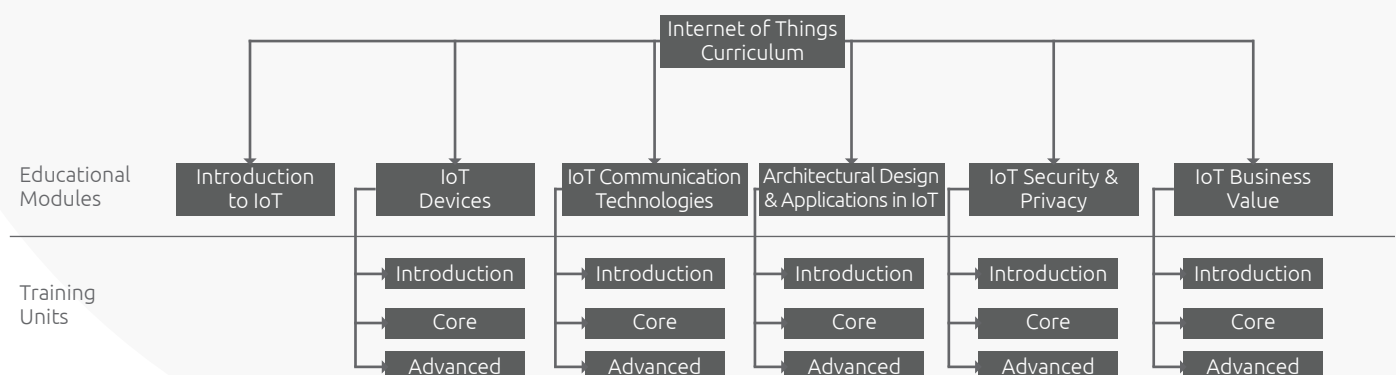 Internet of Things
Curriculum
Educational
Modules
Introduction
to IoT
IoT
Devices
IoT Communication
Technologies
Architectural Design
& Applications in IoT
IoT Security &
Privacy
IoT Business
Value
Training
Units
Introduction
Introduction
Introduction
Introduction
Introduction
Core
Core
Core
Core
Core
Advanced
Advanced
Advanced
Advanced
Advanced